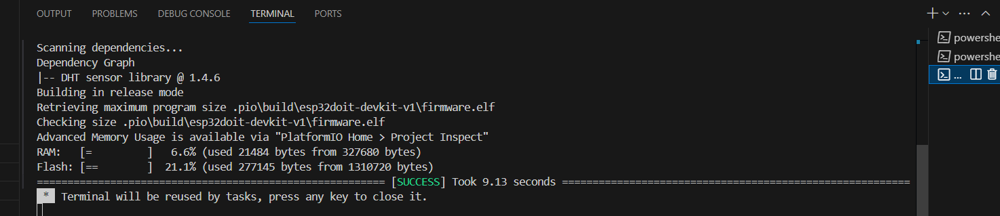 OUTPUT PROBLEMS DEBUG CONSOLE TERMINAL PORTS
Scanning dependencies...
Dependency Graph
|-- DHT sensor library @ 1.4.6
Building in release mode
Retrieving maximum program size .pio\build\esp32doit-devkit-v1\firmware.elf
Checking size .pio\build\esp32doit-devkit-v1\firmware.elf
Advanced Memory Usage is available via "PlatformIO Home > Project Inspect"
RAM:   [=         ]   6.6% (used 21484 bytes from 327680 bytes)
Flash: [==        ]  21.1% (used 277145 bytes from 1310720 bytes)
========================================================= [SUCCESS] Took 9.13 seconds =========================================================
* Terminal will be reused by tasks, press any key to close it.
powershe
powershe
...